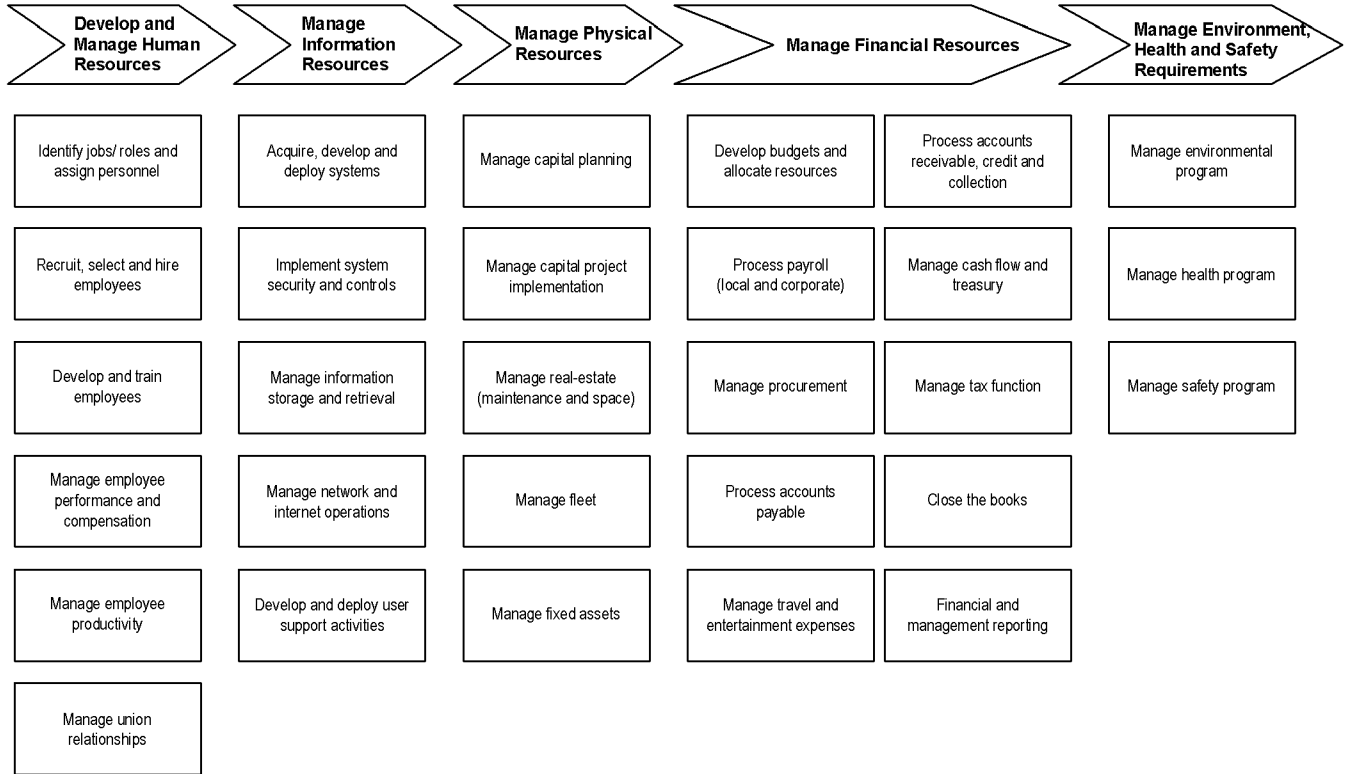 Develop and
Manage Human
Resources
Manage
Information
Resources
Manage Physical
Resources
Manage Financial Resources
Manage Environment,
Health and Safety
Requirements
Identify jobs/ roles and
assign personnel
Acquire, develop and
deploy systems
Manage capital planning
Develop budgets and
allocate resources
Process accounts
receivable, credit and
collection
Manage environmental
program
Recruit, select and hire
employees
Implement system
security and controls
Manage capital project
implementation
Process payroll
(local and corporate)
Manage cash flow and
treasury
Manage health program
Develop and train
employees
Manage information
storage and retrieval
Manage real-estate
(maintenance and space)
Manage procurement
Manage tax function
Manage safety program
Manage employee
performance and
compensation
Manage network and
internet operations
Manage fleet
Process accounts
payable
Close the books
Manage employee
productivity
Develop and deploy user
support activities
Manage fixed assets
Manage travel and
entertainment expenses
Financial and
management reporting
Manage union
relationships